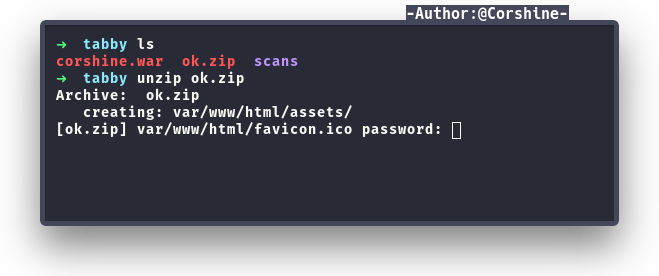 -Author:@Corshine-
➜ tabby ls
corshine.war ok.zip scans
➜ tabby unzip ok.zip
Archive: ok.zip
creating: var/www/html/assets/
[ok.zip] var/www/html/favicon.ico password: